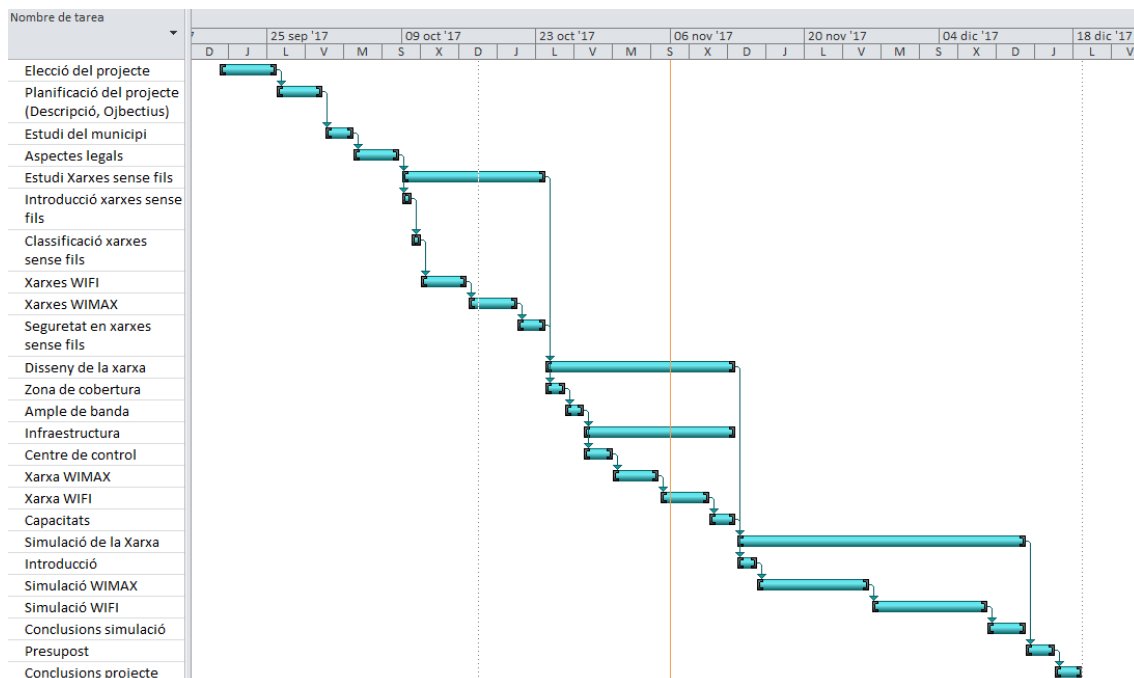 Nombre de tarea
25 sep '17 09 oct '17 23 oct '17 06 nov '17 20 nov '17 04 dic '17 18 dic '17
D J L V M S X D J L V M S X D J L V M S X D J L V
Elecció del projecte
Planificació del projecte
(Descripció, Ojbectius)
Estudi del municipi
Aspectes legals
Estudi Xarxes sense fils
Introducció xarxes sense
fils
Classificació xarxes
sense fils
Xarxes WIFI
Xarxes WIMAX
Seguretat en xarxes
sense fils
Disseny de la xarxa
Zona de cobertura
Ample de banda
Infraestructura
Centre de control
Xarxa WIMAX
Xarxa WIFI
Capacitats
Simulació de la Xarxa
Introducció
Simulació WIMAX
Simulació WIFI
Conclusions simulació
Presupost
Conclusions projecte